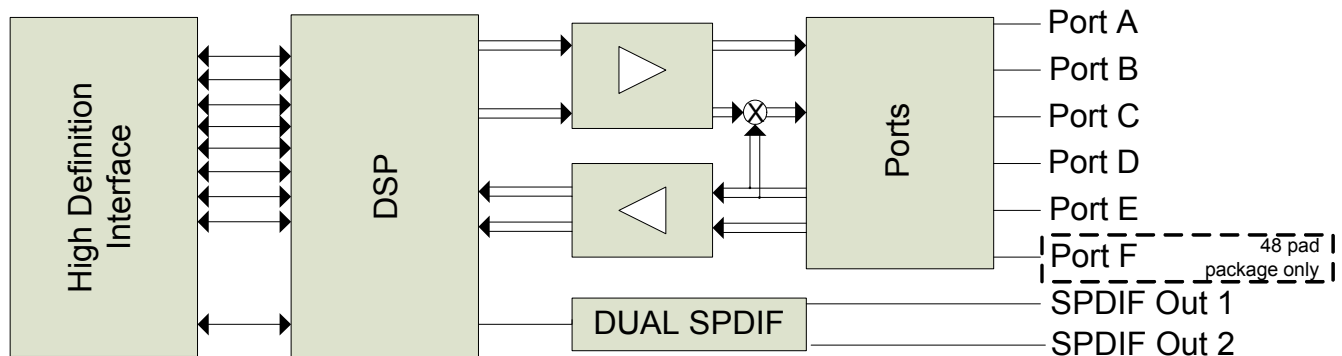 High Definition
Interface
DSP
X
Ports
DUAL SPDIF
Port A
Port B
Port C
Port D
Port E
Port F
48 pad
package only
SPDIF Out 1
SPDIF Out 2